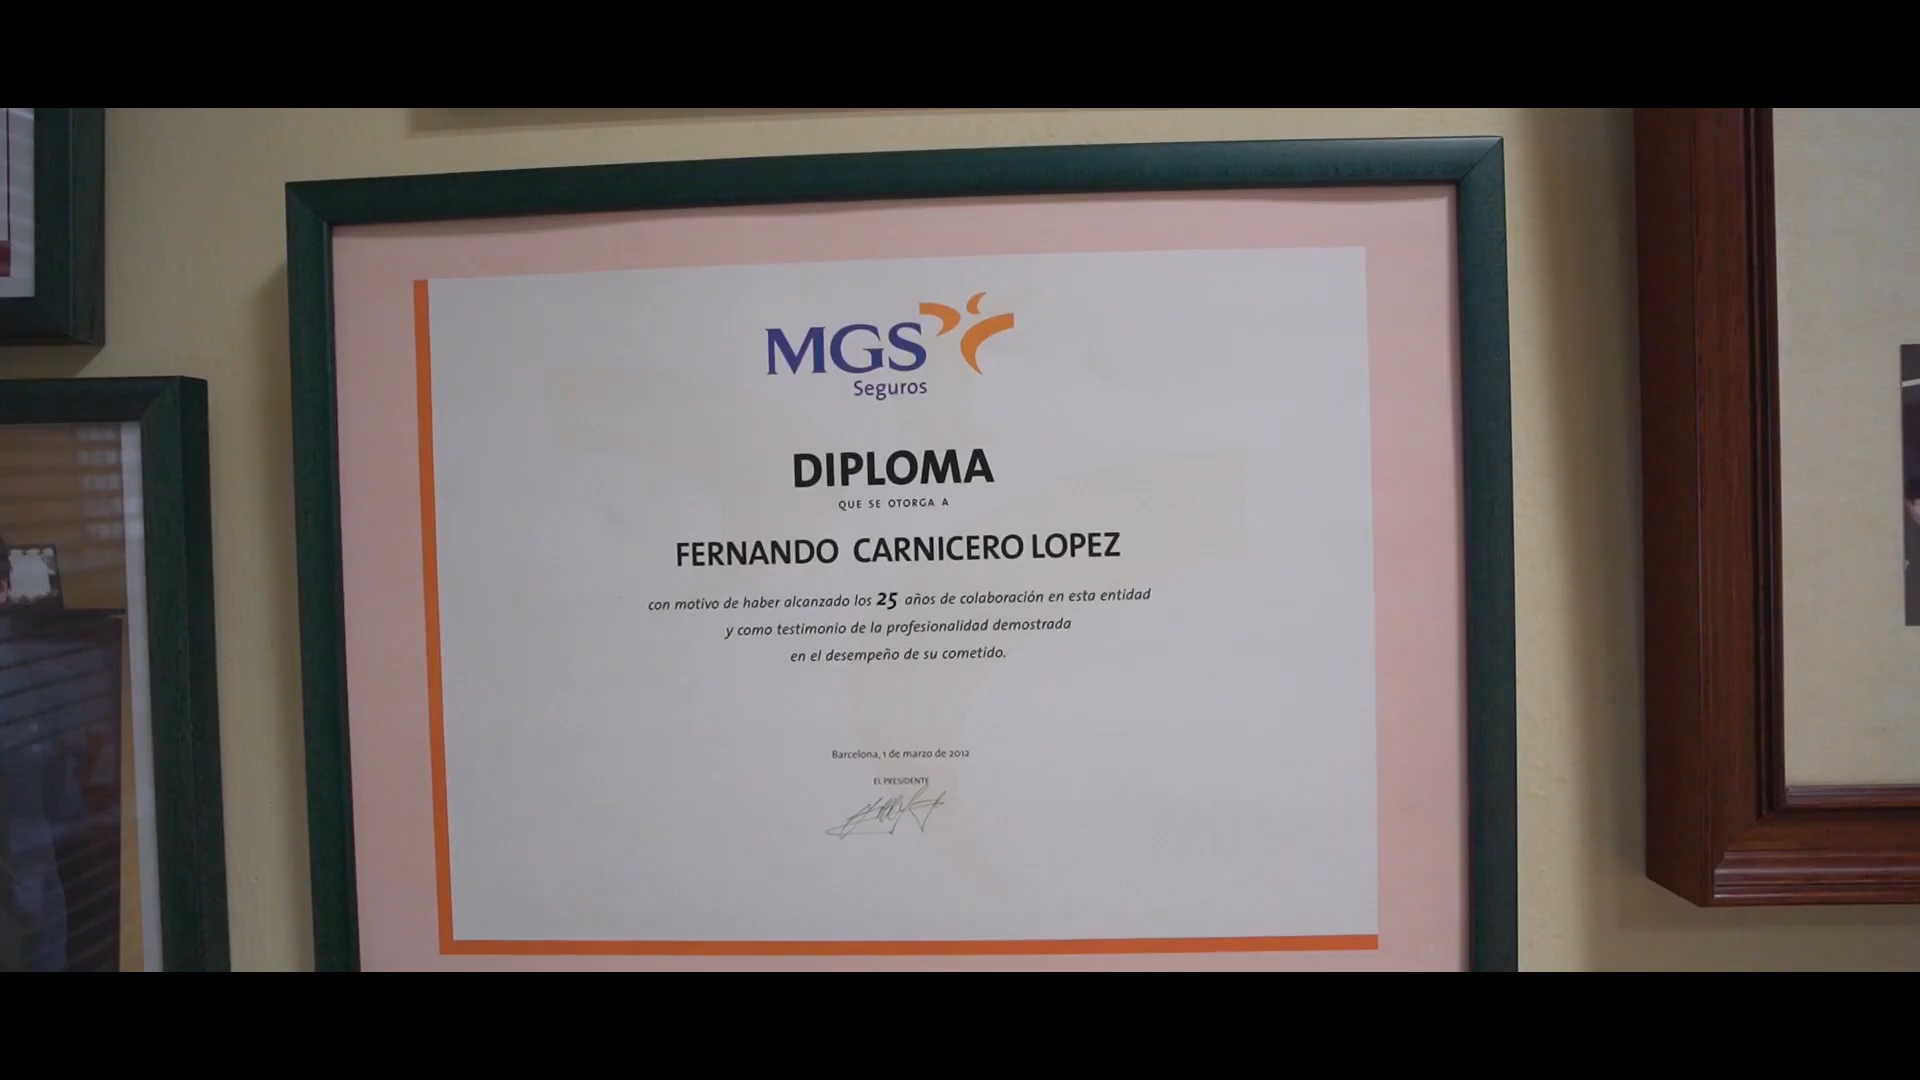 MGS
Seguros
DIPLOMA
QUE SE OTORGA A
FERNANDO CARNICERO LOPEZ
con motivo de haber alcanzado los 25 años de colaboración en esta entidad
y como testimonio de la profesionalidad demostrada
en el desempeño de su cometido.
Barcelona, 1 de marzo de 2012
EL PRESIDENTE